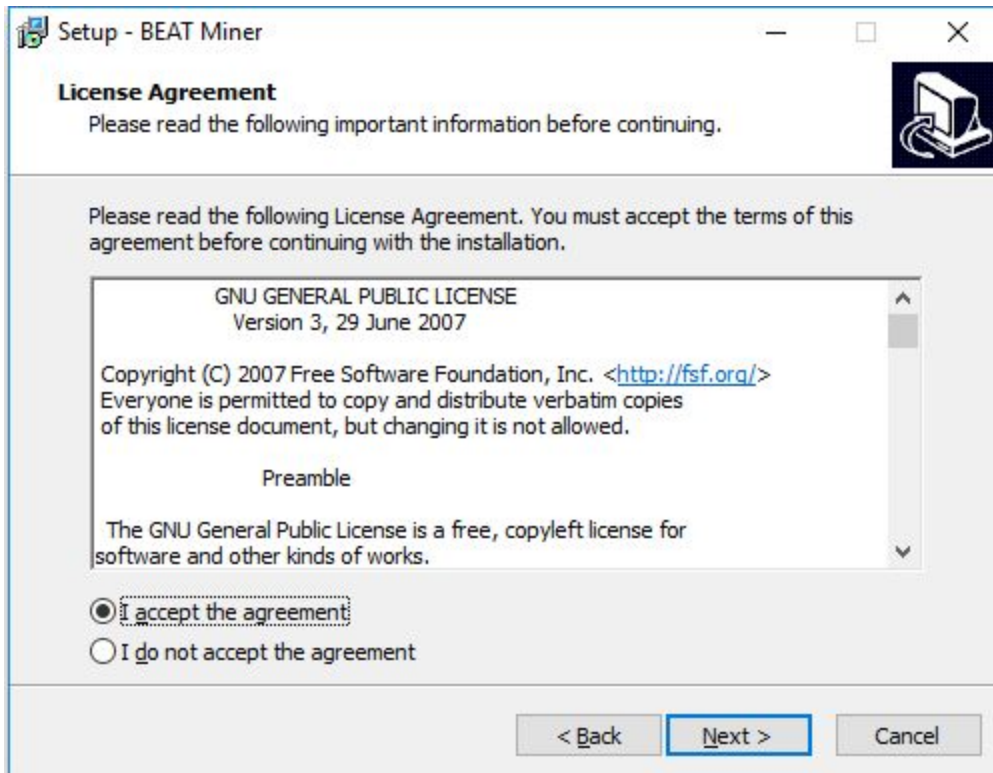 Setup - BEAT Miner
License Agreement
Please read the following important information before continuing.
Please read the following License Agreement. You must accept the terms of this
agreement before continuing with the installation.
GNU GENERAL PUBLIC LICENSE
Version 3, 29 June 2007
Copyright (C) 2007 Free Software Foundation, Inc. <http://fsf.org/>
Everyone is permitted to copy and distribute verbatim copies
of this license document, but changing it is not allowed.
Preamble
The GNU General Public License is a free, copyleft license for
software and other kinds of works.
I accept the agreement
I do not accept the agreement
< Back Next > Cancel